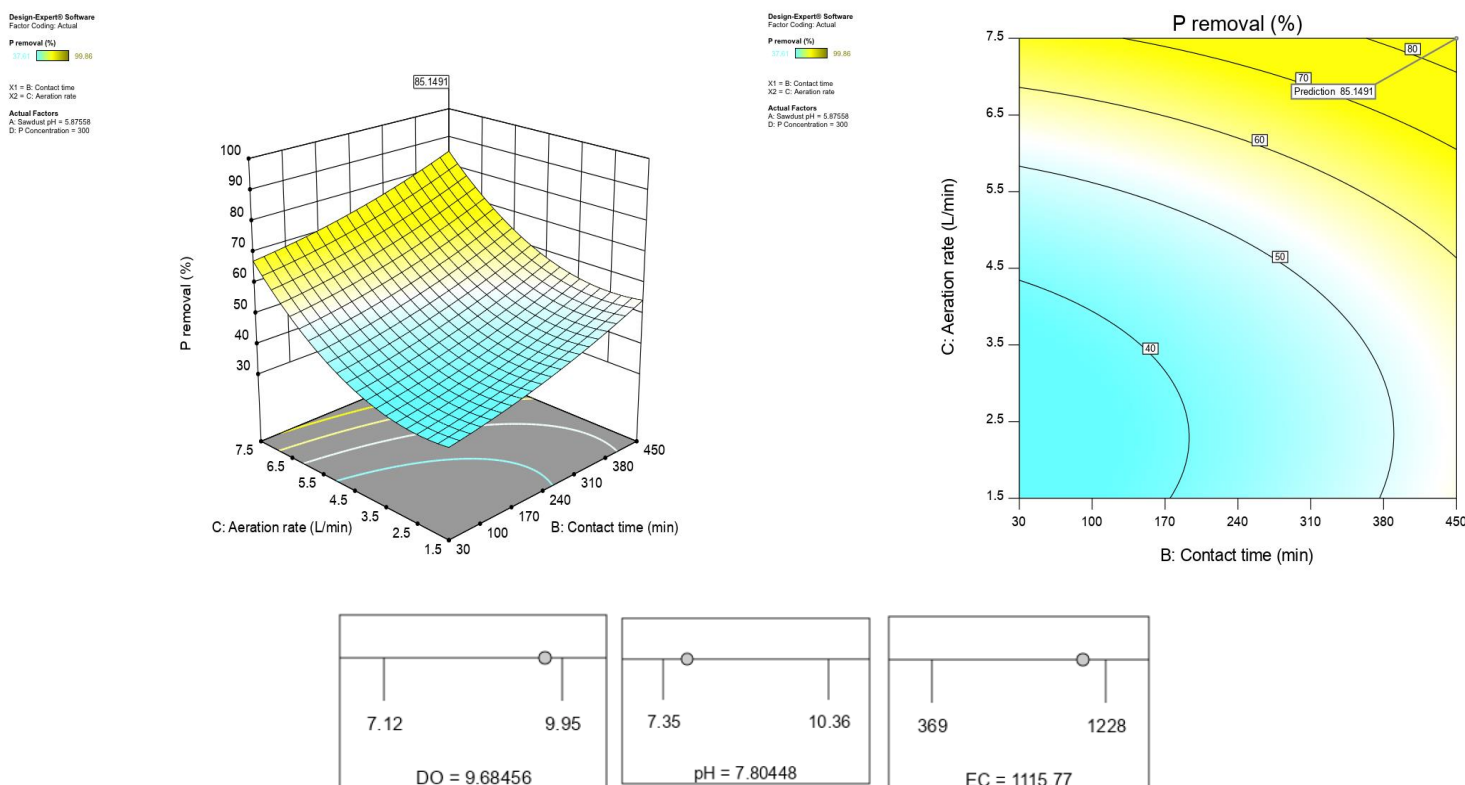 Design-Expert® Software
Factor Coding: Actual
P removal (%)
37.61 99.86
X1 = B: Contact time
X2 = C: Aeration rate
Actual Factors
A: Sawdust pH = 5.87558
D: P Concentration = 300
85.1491
100
90
80
70
60
50
40
30
P removal (%)
7.5
6.5
5.5
4.5
3.5
2.5
1.5
C: Aeration rate (L/min)
30
100
170
240
310
380
450
B: Contact time (min)
Design-Expert® Software
Factor Coding: Actual
P removal (%)
37.61 99.86
X1 = B: Contact time
X2 = C: Aeration rate
Actual Factors
A: Sawdust pH = 5.87558
D: P Concentration = 300
P removal (%)
7.5
6.5
5.5
4.5
3.5
2.5
1.5
C: Aeration rate (L/min)
80
70
Prediction 85.1491
60
50
40
30 100 170 240 310 380 450
B: Contact time (min)
7.12 9.95
DO = 9.68456
7.35 10.36
pH = 7.80448
369 1228
EC = 1115.77